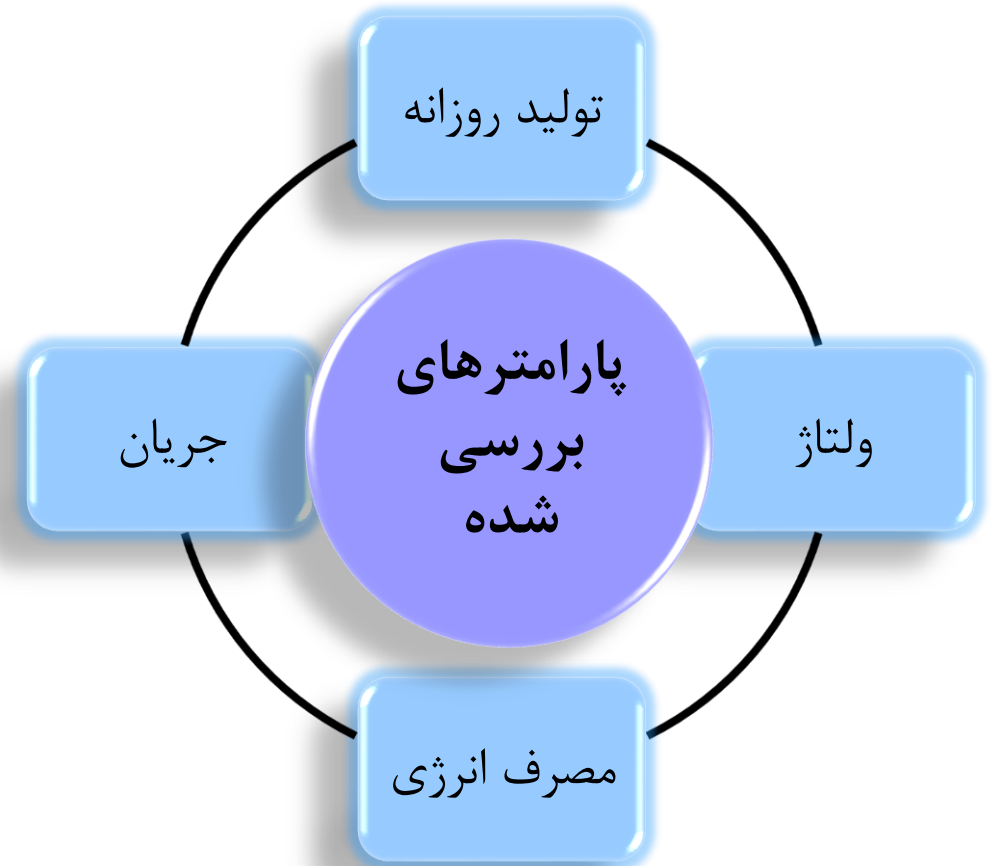 تولید روزانه
پارامترهای
بررسی
شده
ولتاژ
جریان
مصرف انرژی